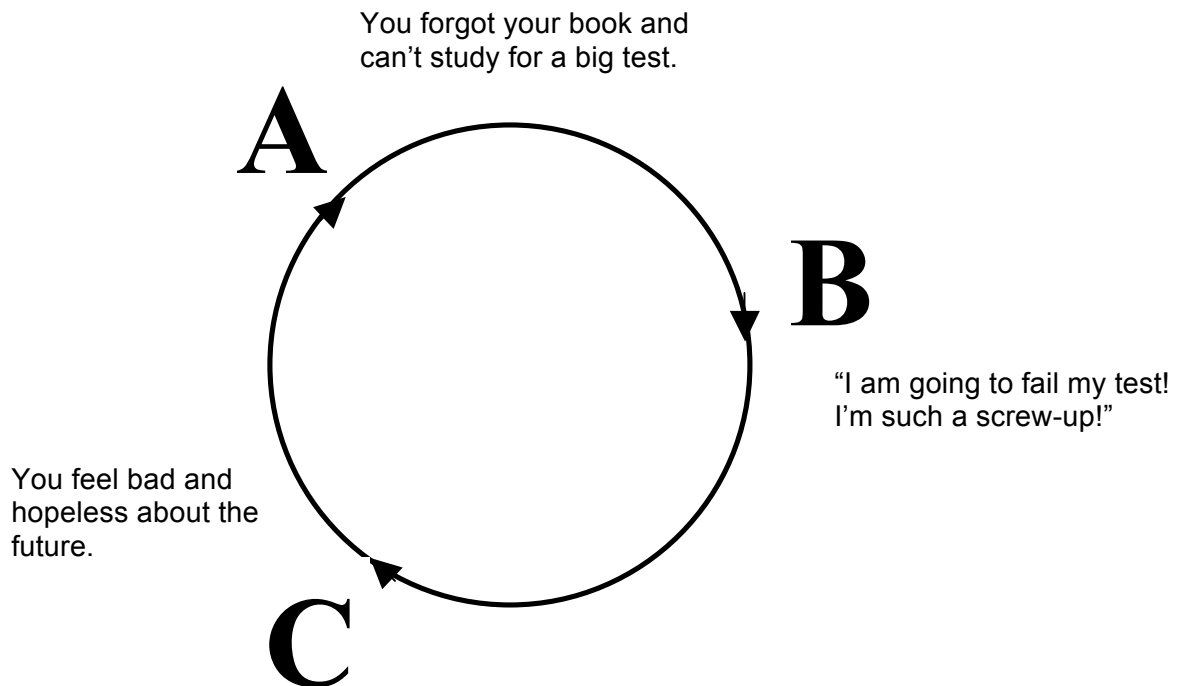 You forgot your book and
can’t study for a big test.
A
B
“I am going to fail my test!
I’m such a screw-up!”
You feel bad and
hopeless about the
future.
C